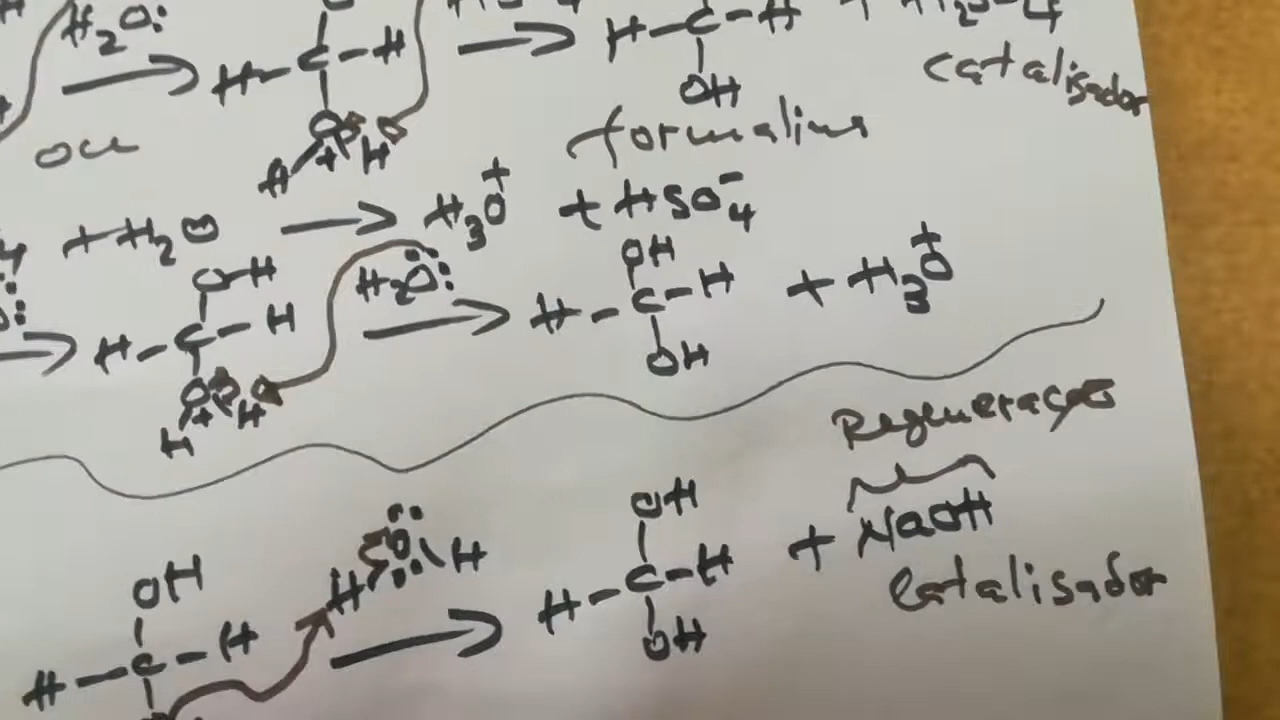 H₂O:
H-C-H
H-C-H
OH
H₂SO₄
catalisador
ou
O⁺ H
H
formalina
+ H₂O → H₃O⁺ + HSO₄⁻
OH
H-C-H
O⁺ H
H
H₂O:
→
OH
H-C-H + H₃O⁺
OH
Regeneração
OH
H-C-H
H-O-H
→
OH
H-C-H + NaOH
OH
catalisador